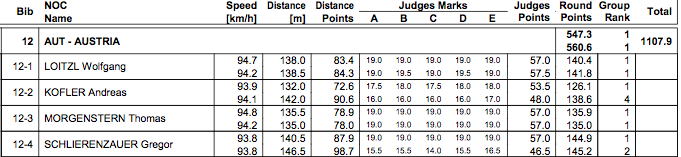 Bib NOC Name Speed [km/h] Distance [m] Distance Points Judges Marks A B C D E Judges Points Round Points Group Rank Total
12 AUT - AUSTRIA 547.3 1 1107.9
560.6 1
12-1 LOITZL Wolfgang 94.7 138.0 83.4 19.0 19.0 19.0 19.0 19.0 57.0 140.4 1
94.2 138.5 84.3 19.0 19.5 19.0 19.5 19.0 57.5 141.8 1
12-2 KOFLER Andreas 93.9 132.0 72.6 17.5 18.0 17.5 18.0 18.0 53.5 126.1 1
94.1 142.0 90.6 16.0 16.0 16.0 16.0 17.0 48.0 138.6 4
12-3 MORGENSTERN Thomas 94.8 135.5 78.9 19.0 19.0 19.0 19.0 19.0 57.0 135.9 1
94.2 135.0 78.0 19.0 19.0 19.0 19.0 19.0 57.0 135.0 1
12-4 SCHLIERENZAUER Gregor 93.8 140.5 87.9 19.0 19.0 19.0 19.0 19.0 57.0 144.9 1
93.8 146.5 98.7 15.5 15.5 14.0 15.5 16.5 46.5 145.2 2